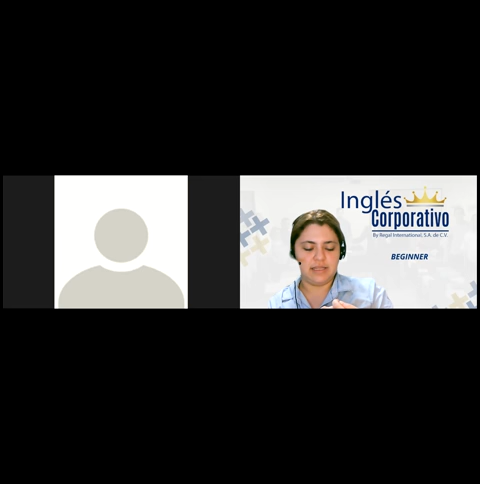 Inglés
Corporativo
By Regal International, S.A. de C.V.
BEGINNER